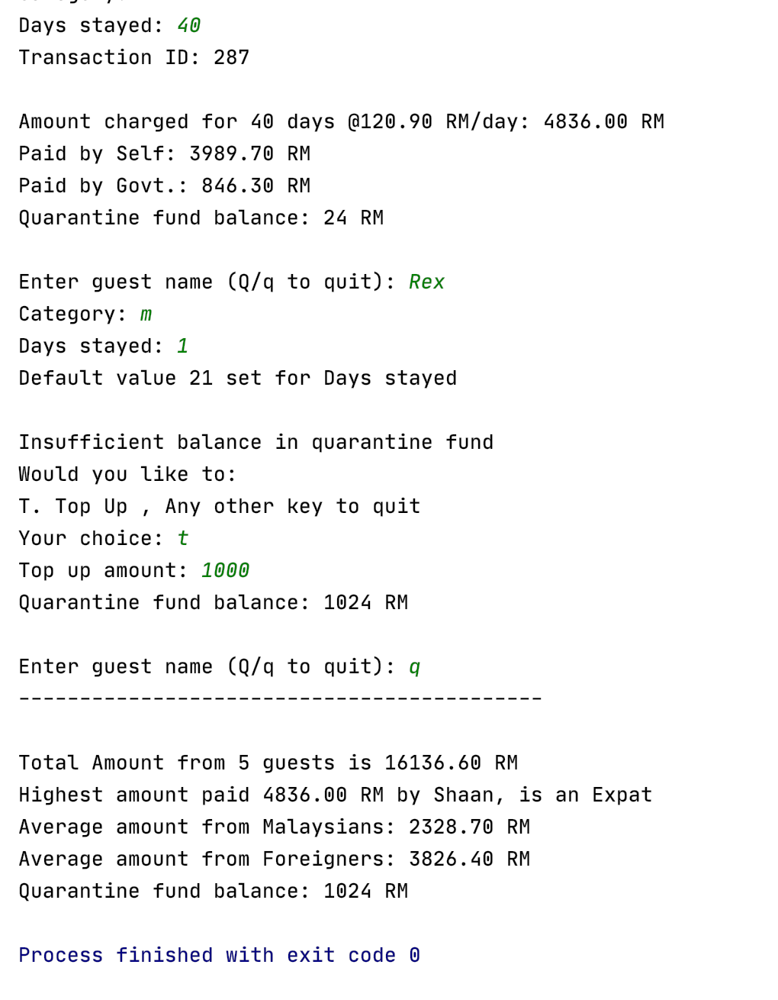 Days stayed: 40
Transaction ID: 287
Amount charged for 40 days @120.90 RM/day: 4836.00 RM
Paid by Self: 3989.70 RM
Paid by Govt.: 846.30 RM
Quarantine fund balance: 24 RM
Enter guest name (Q/q to quit): Rex
Category: m
Days stayed: 1
Default value 21 set for Days stayed
Insufficient balance in quarantine fund
Would you like to:
T. Top Up , Any other key to quit
Your choice: t
Top up amount: 1000
Quarantine fund balance: 1024 RM
Enter guest name (Q/q to quit): q
-------------------------------------------
Total Amount from 5 guests is 16136.60 RM
Highest amount paid 4836.00 RM by Shaan, is an Expat
Average amount from Malaysians: 2328.70 RM
Average amount from Foreigners: 3826.40 RM
Quarantine fund balance: 1024 RM
Process finished with exit code 0